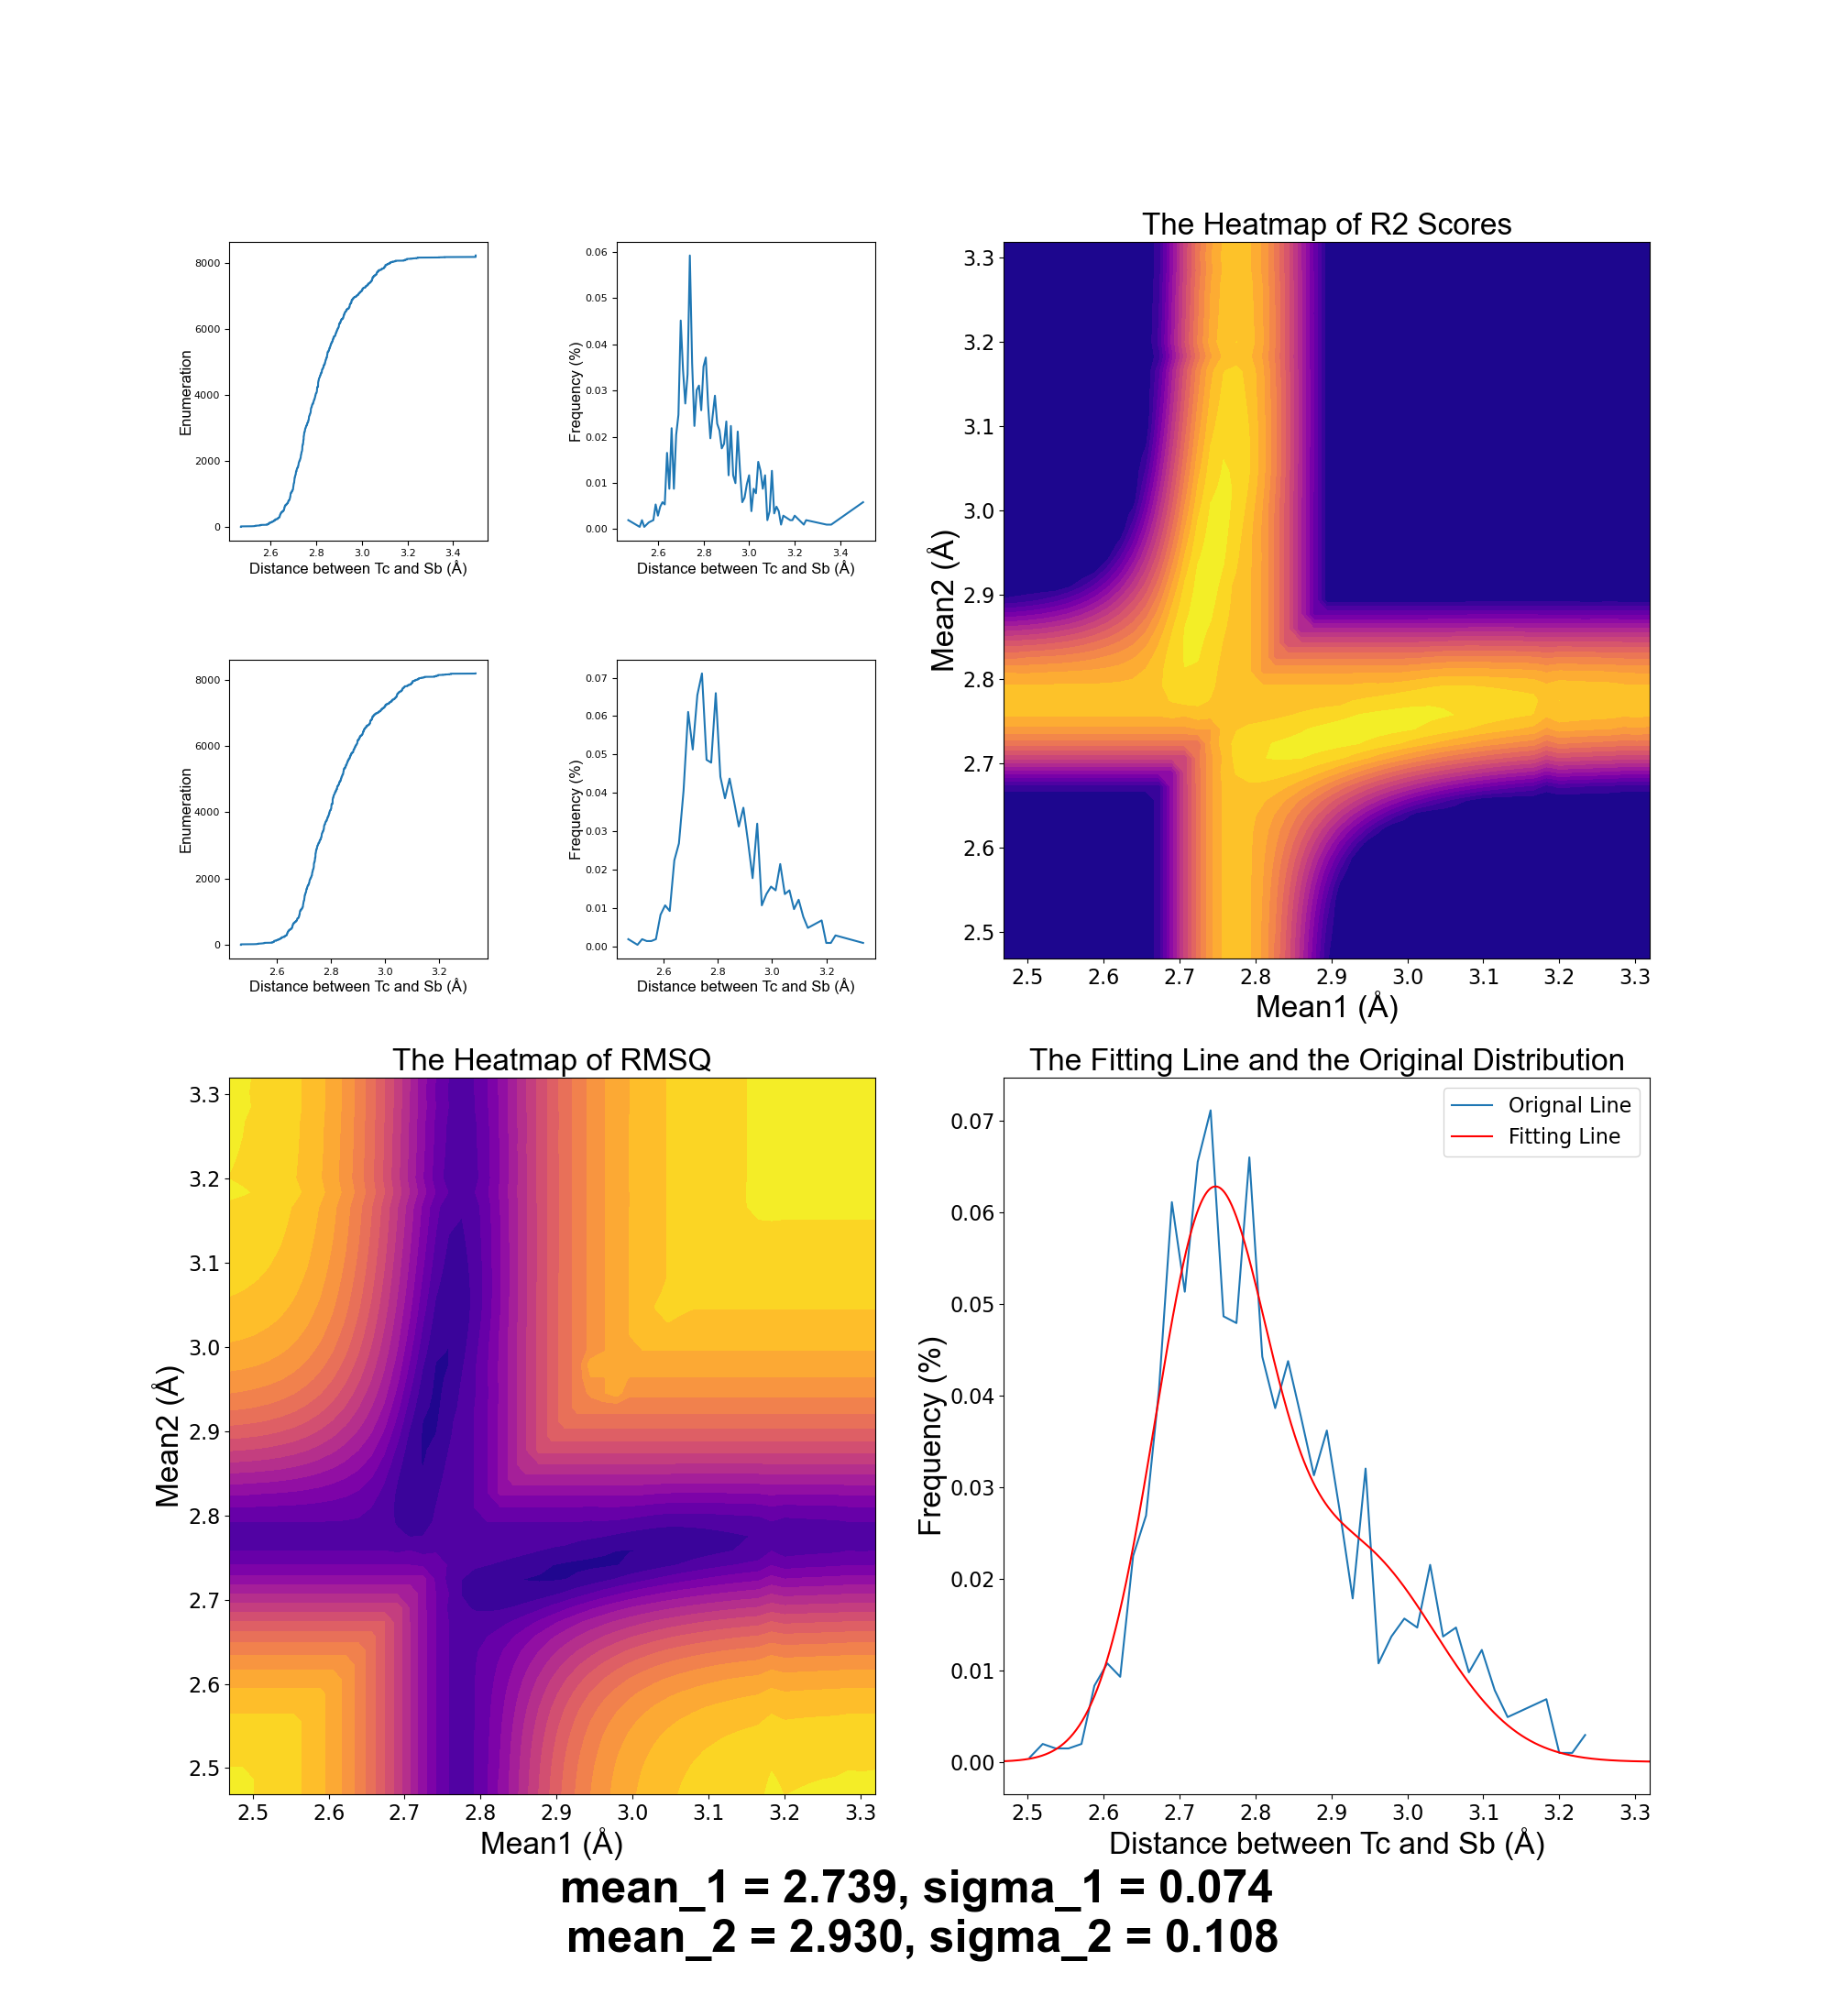 0.06
8000
0.05
6000
0.04
Enumeration
Frequency (%)
4000
0.03
0.02
2000
0.01
0
0.00
2.6 2.8 3.0 3.2 3.4
Distance between Tc and Sb (Å)
2.6 2.8 3.0 3.2 3.4
Distance between Tc and Sb (Å)
8000
6000
4000
2000
0
Enumeration
2.6 2.8 3.0 3.2
Distance between Tc and Sb (Å)
0.07
0.06
0.05
0.04
0.03
0.02
0.01
0.00
Frequency (%)
2.6 2.8 3.0 3.2
Distance between Tc and Sb (Å)
The Heatmap of R2 Scores
3.3
3.2
3.1
3.0
2.9
2.8
2.7
2.6
2.5
Mean2 (Å)
2.5 2.6 2.7 2.8 2.9 3.0 3.1 3.2 3.3
Mean1 (Å)
The Heatmap of RMSQ
3.3
3.2
3.1
3.0
2.9
2.8
2.7
2.6
2.5
Mean2 (Å)
2.5 2.6 2.7 2.8 2.9 3.0 3.1 3.2 3.3
Mean1 (Å)
The Fitting Line and the Original Distribution
Orignal Line
Fitting Line
0.07
0.06
0.05
0.04
0.03
0.02
0.01
0.00
Frequency (%)
2.5 2.6 2.7 2.8 2.9 3.0 3.1 3.2 3.3
Distance between Tc and Sb (Å)
mean_1 = 2.739, sigma_1 = 0.074
mean_2 = 2.930, sigma_2 = 0.108